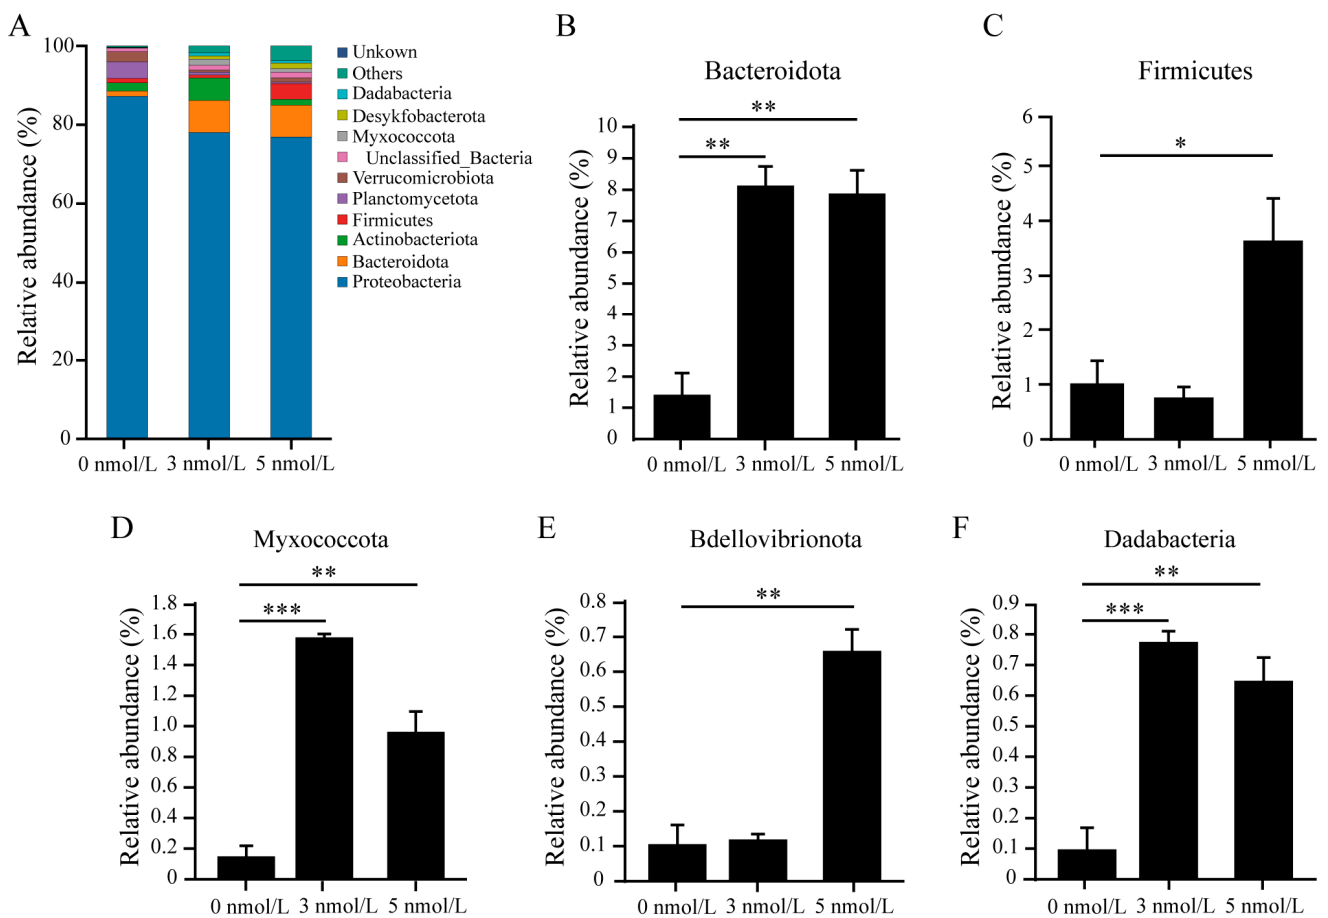 A
Relative abundance (%)
100
80
60
40
20
0
0 nmol/L 3 nmol/L 5 nmol/L
Unkown
Others
Dadabacteria
Desykfobacterota
Myxococcota
Unclassified_Bacteria
Verrucomicrobiota
Planctomycetota
Firmicutes
Actinobacteriota
Bacteroidota
Proteobacteria
B
Bacteroidota
**
**
Relative abundance (%)
10
9
8
7
6
5
4
3
2
1
0
0 nmol/L 3 nmol/L 5 nmol/L
C
Firmicutes
*
Relative abundance (%)
6
5
4
3
2
1
0
0 nmol/L 3 nmol/L 5 nmol/L
D
Myxococcota
**
***
Relative abundance (%)
1.8
1.6
1.4
1.2
1.0
0.8
0.6
0.4
0.2
0
0 nmol/L 3 nmol/L 5 nmol/L
E
Bdellovibrionota
**
Relative abundance (%)
0.8
0.7
0.6
0.5
0.4
0.3
0.2
0.1
0
0 nmol/L 3 nmol/L 5 nmol/L
F
Dadabacteria
**
***
Relative abundance (%)
0.9
0.8
0.7
0.6
0.5
0.4
0.3
0.2
0.1
0
0 nmol/L 3 nmol/L 5 nmol/L